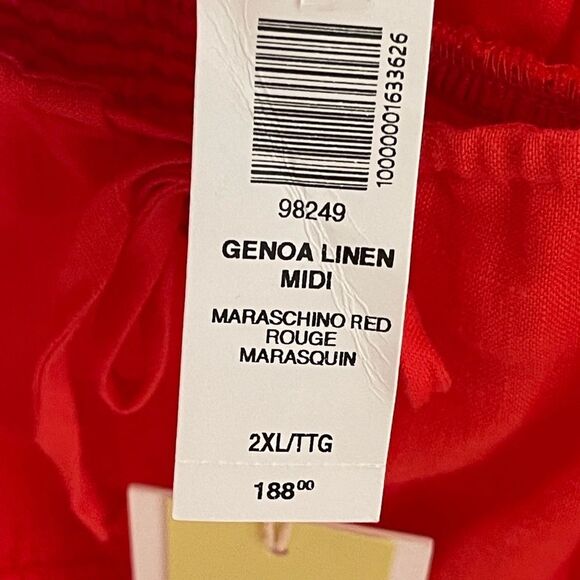 10000001633626
98249
GENOA LINEN
MIDI
MARASCHINO RED
ROUGE
MARASQUIN
2XL/TTG
188⁰⁰